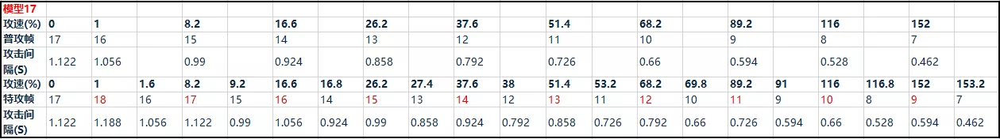 模型17
攻速(%) 0 1 8.2 16.6 26.2 37.6 51.4 68.2 89.2 116 152
普攻帧 17 16 15 14 13 12 11 10 9 8 7
攻击间
隔(S) 1.122 1.056 0.99 0.924 0.858 0.792 0.726 0.66 0.594 0.528 0.462
攻速(%) 0 1 1.6 8.2 9.2 16.6 16.8 26.2 27.4 37.6 38 51.4 53.2 68.2 69.8 89.2 91 116 116.8 152 153.2
特攻帧 17 18 16 17 15 16 14 15 13 14 12 13 11 12 10 11 9 10 8 9 7
攻击间
隔(S) 1.122 1.188 1.056 1.122 0.99 1.056 0.924 0.99 0.858 0.924 0.792 0.858 0.726 0.792 0.66 0.726 0.594 0.66 0.528 0.594 0.462